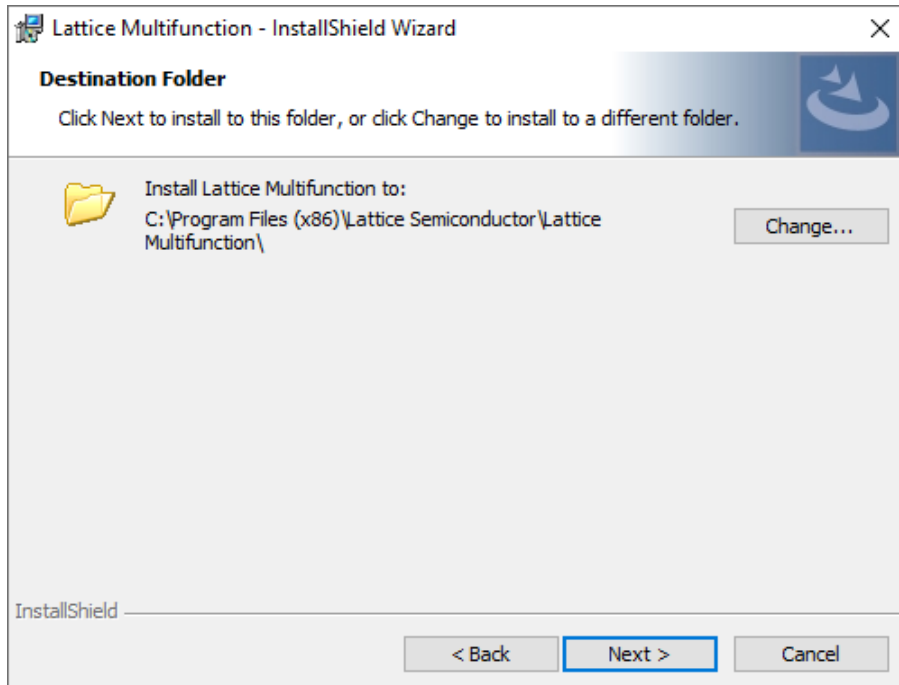 Lattice Multifunction - InstallShield Wizard
Destination Folder
Click Next to install to this folder, or click Change to install to a different folder.
Install Lattice Multifunction to:
C:\Program Files (x86)\Lattice Semiconductor\Lattice
Multifunction\
Change...
InstallShield
< Back
Next >
Cancel